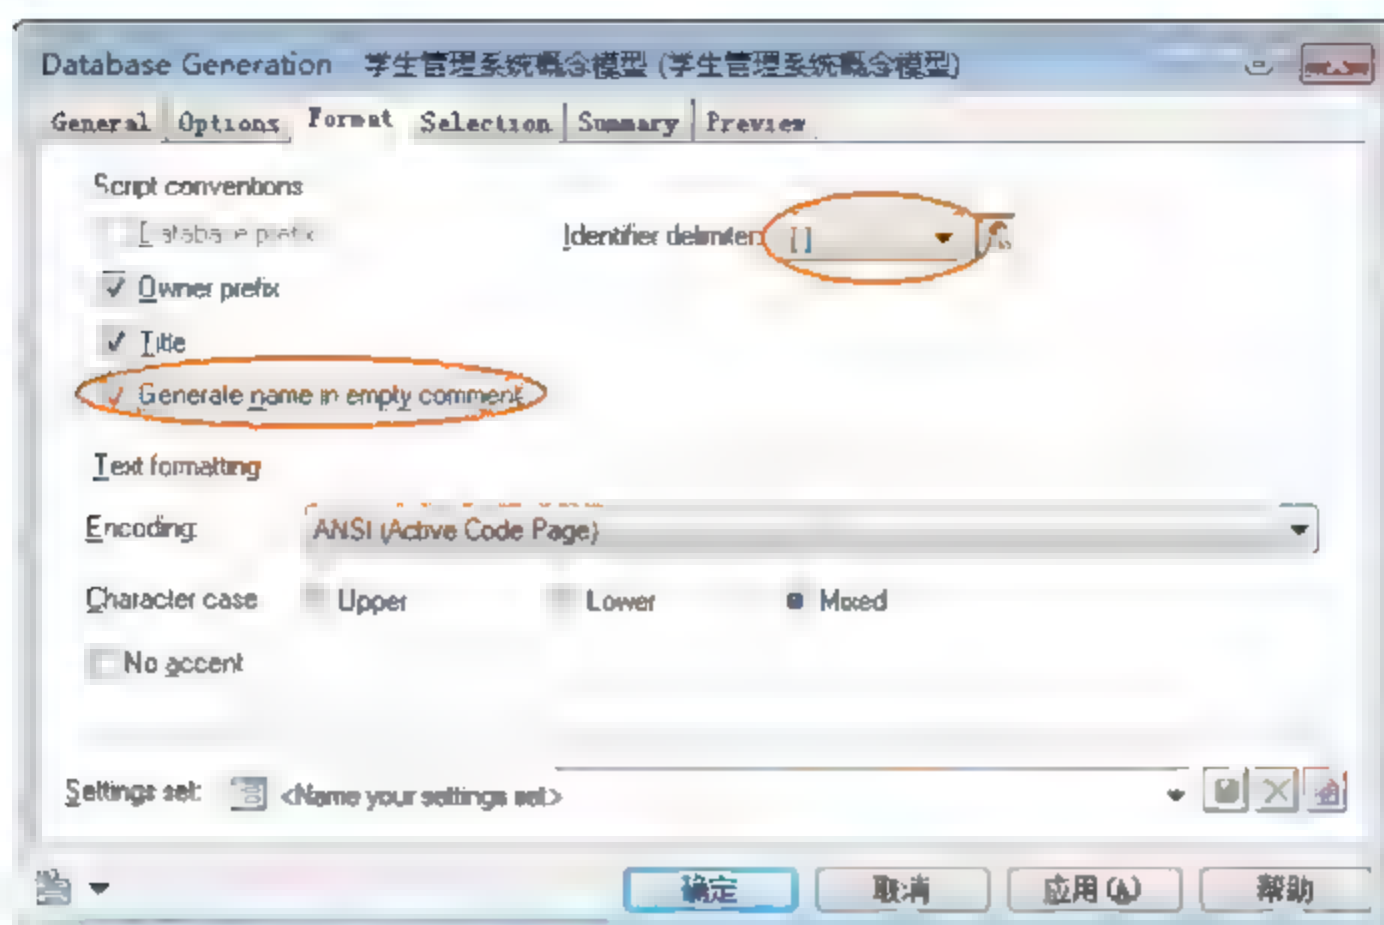 Database Generation 学生管理系统概念模型 (学生管理系统概念模型)
General Options Format Selection Summary Preview
Script conventions
Database prefix
Identifier delimiter: [ ]
Owner prefix
Title
Generate name in empty comment
Text formatting
Encoding: ANSI (Active Code Page)
Character case Upper Lower Mixed
No accent
Settings set: <Name your settings set>
确定 取消 应用(A) 帮助